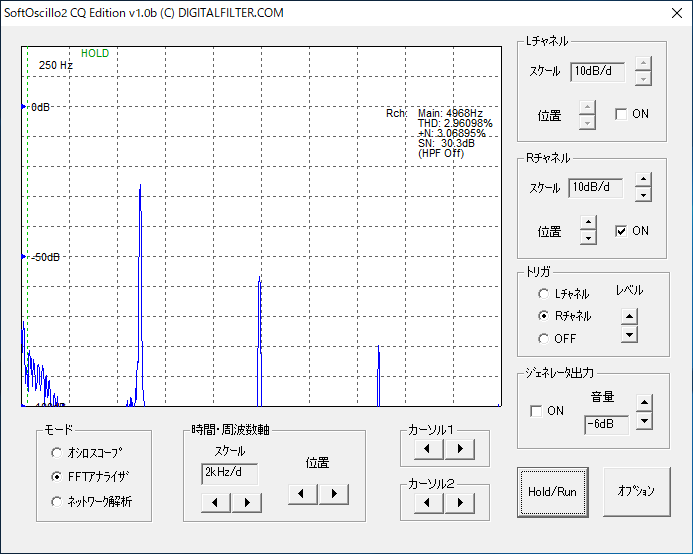 SoftOscillo2 CQ Edition v1.0b (C) DIGITALFILTER.COM
HOLD
250 Hz
0dB
-50dB
Rch: Main: 4968Hz
THD: 2.96098%
+N: 3.06895%
SN: 30.3dB
(HPF Off)
Lチャネル
スケール 10dB/d
位置 ON
Rチャネル
スケール 10dB/d
位置 ON
トリガ
Lチャネル レベル
Rチャネル
OFF
ジェネレータ出力
ON 音量
-6dB
モード
オシロスコープ
FFTアナライザ
ネットワーク解析
時間・周波数軸
スケール 位置
2kHz/d
カーソル1
カーソル2
Hold/Run
オプション